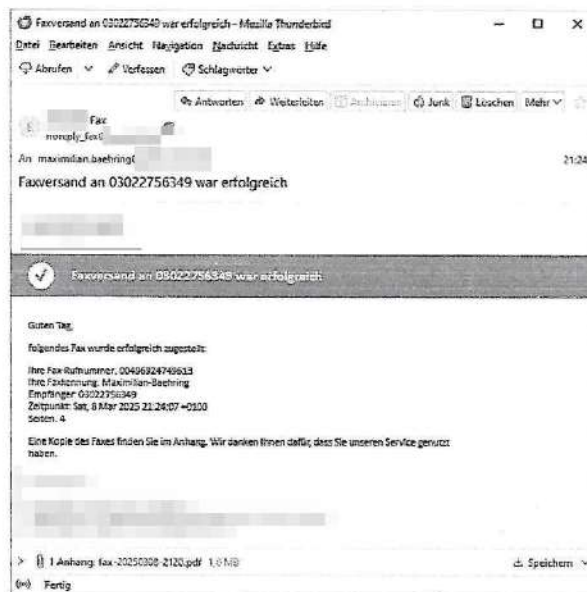 Faxversand an 03022756349 war erfolgreich - Mozilla Thunderbird
Datei Bearbeiten Ansicht Navigation Nachricht Extras Hilfe
Abrufen Verfassen Schlagwörter
Antworten Weiterleiten Archivieren Junk Löschen Mehr
Fax
noreply_fax@
An maximilian.baehring@
21:24
Faxversand an 03022756349 war erfolgreich
Faxversand an 03022756349 war erfolgreich
Guten Tag,
folgendes Fax wurde erfolgreich zugestellt:
Ihre Fax-Rufnummer: 00496924749613
Ihre Faxkennung: Maximilian-Baehring
Empfänger: 03022756349
Zeitpunkt: Sat, 8 Mar 2025 21:24:07 +0100
Seiten: 4
Eine Kopie des Faxes finden Sie im Anhang. Wir danken Ihnen dafür, dass Sie unseren Service genutzt
haben.
1 Anhang: fax-20250308-2120.pdf 1,6 MB
Speichern
Fertig